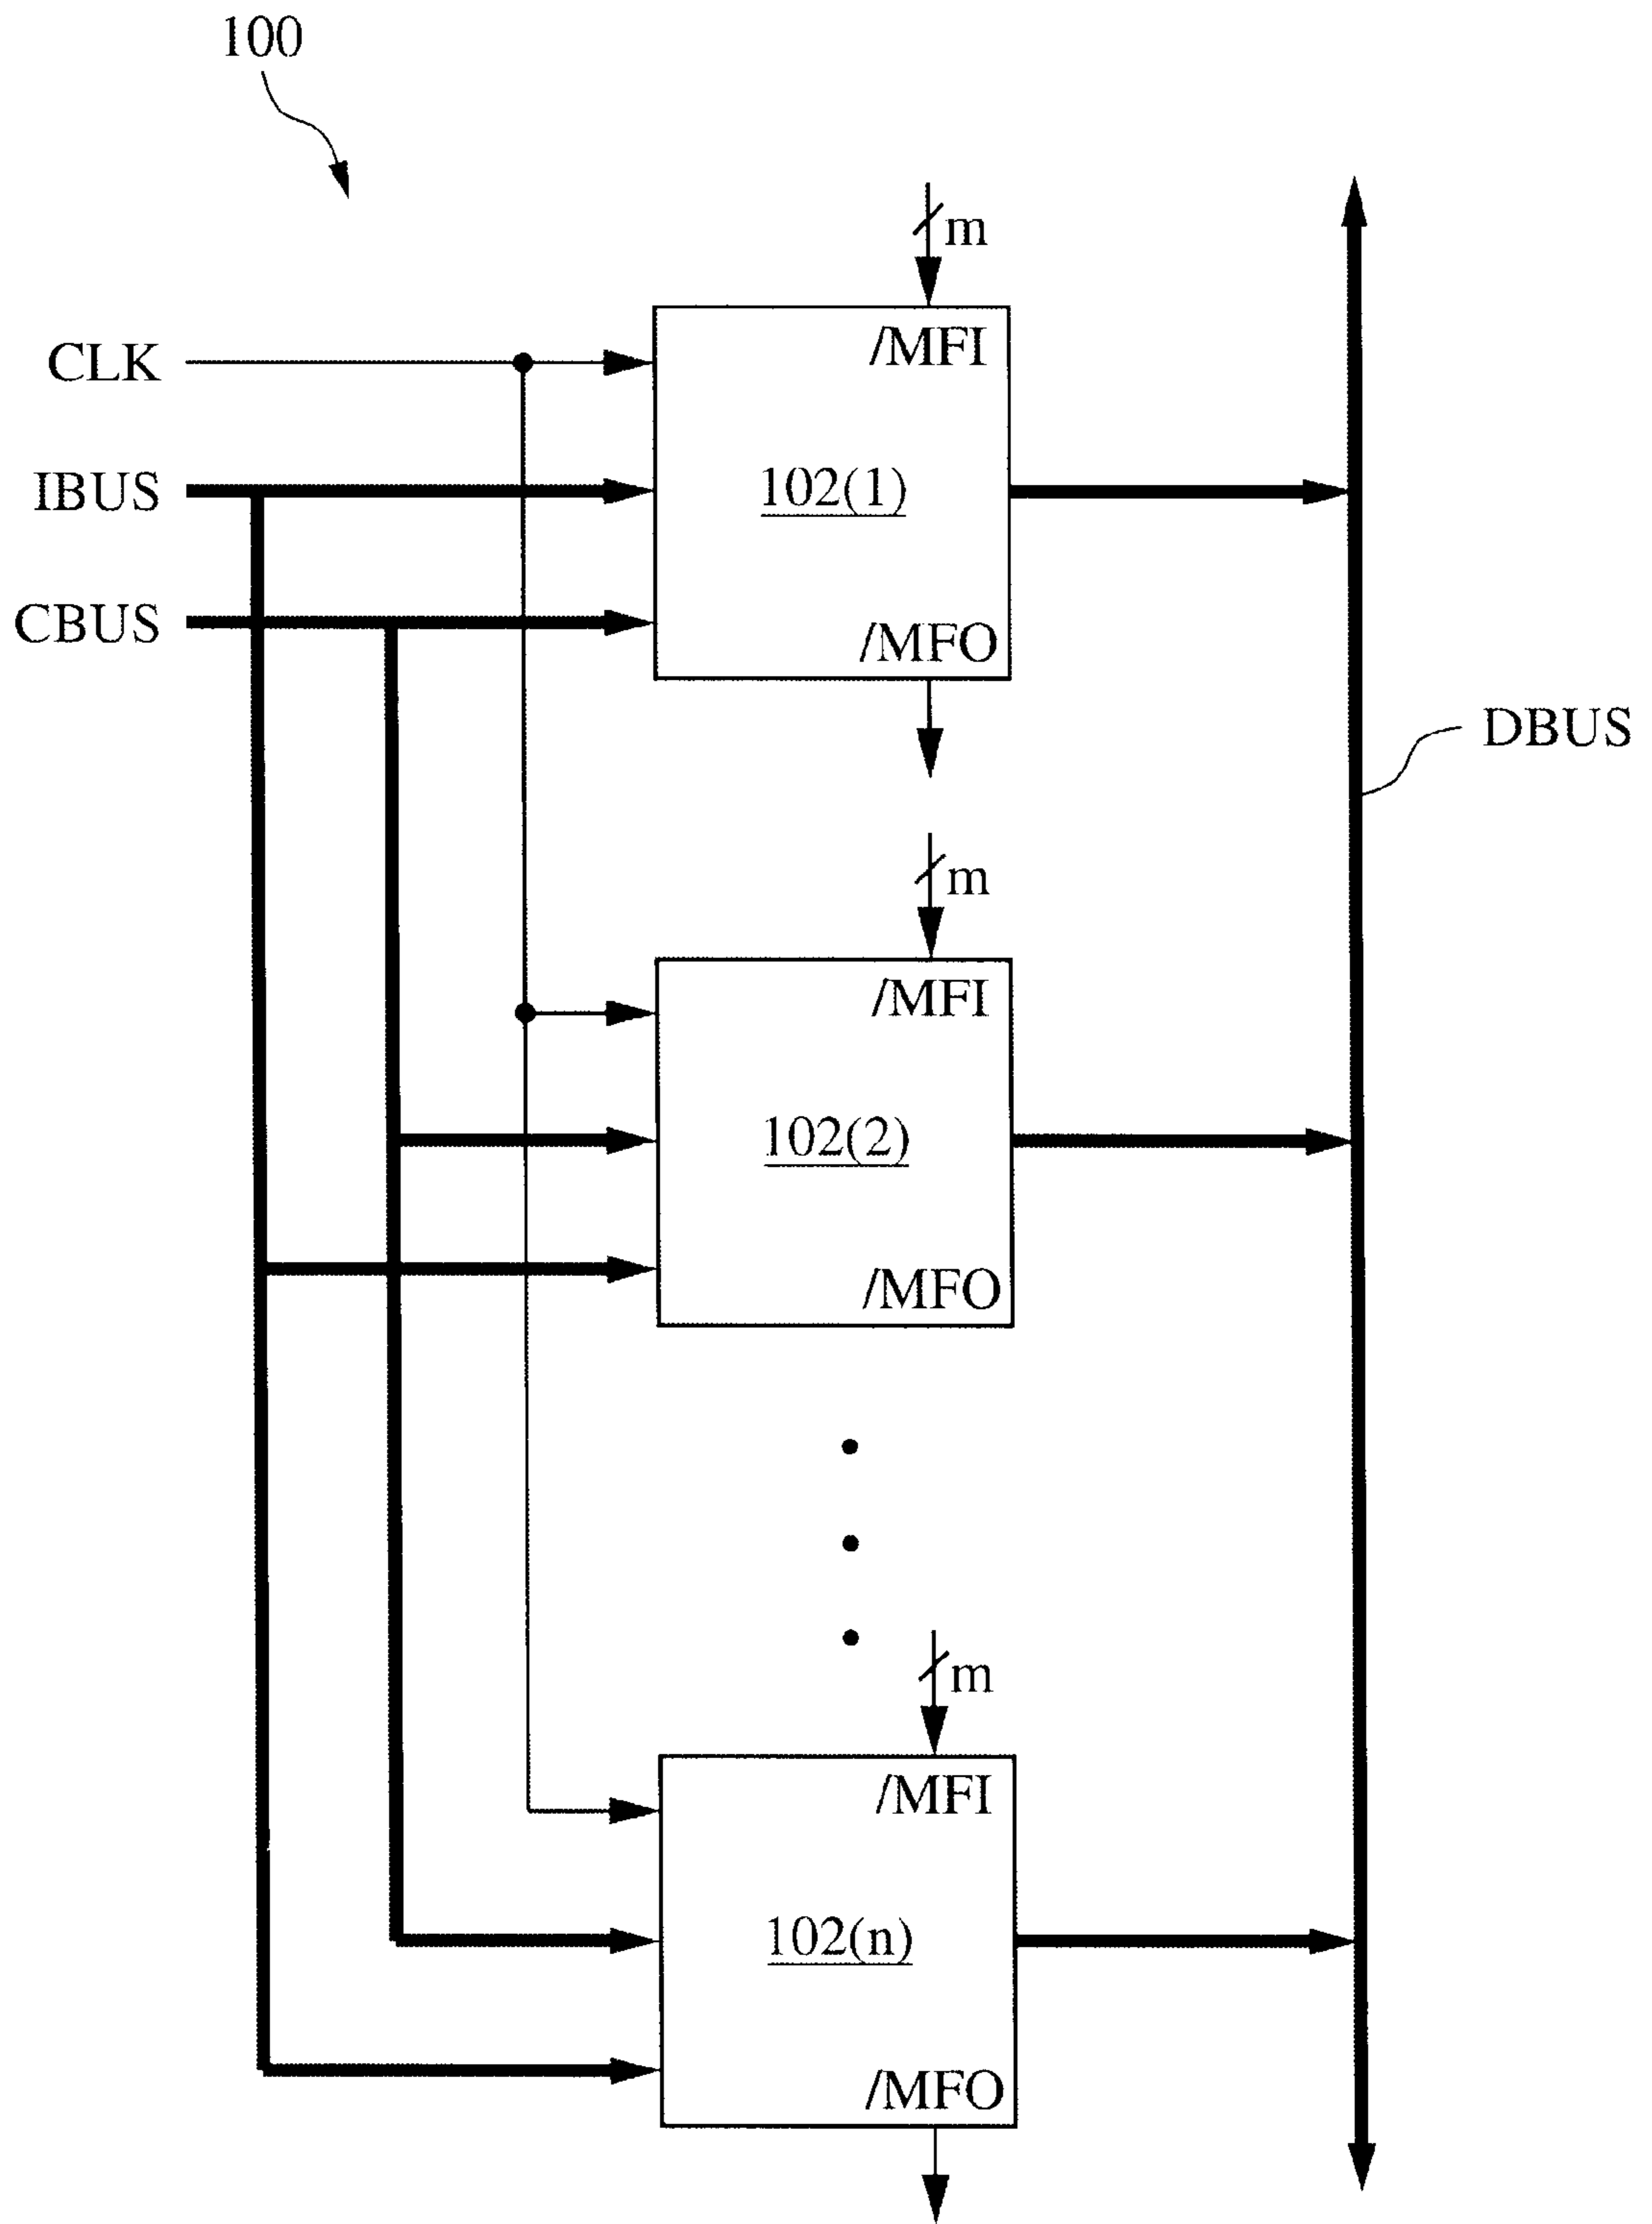 100
m
/MFI
CLK
IBUS
102(1)
CBUS
/MFO
DBUS
m
/MFI
102(2)
/MFO
m
/MFI
102(n)
/MFO